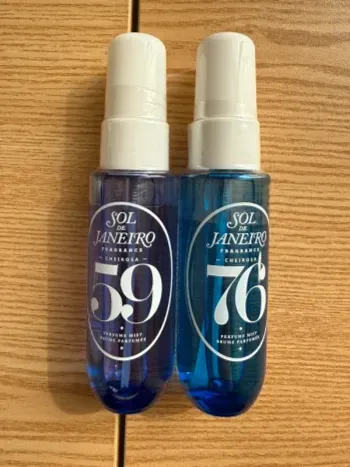 SOL
DE
JANEIRO
FRAGRANCE
CHEIROSA
59
PERFUME MIST
BRUME PARFUMÉE
SOL
DE
JANEIRO
FRAGRANCE
CHEIROSA
76
PERFUME MIST
BRUME PARFUMÉE